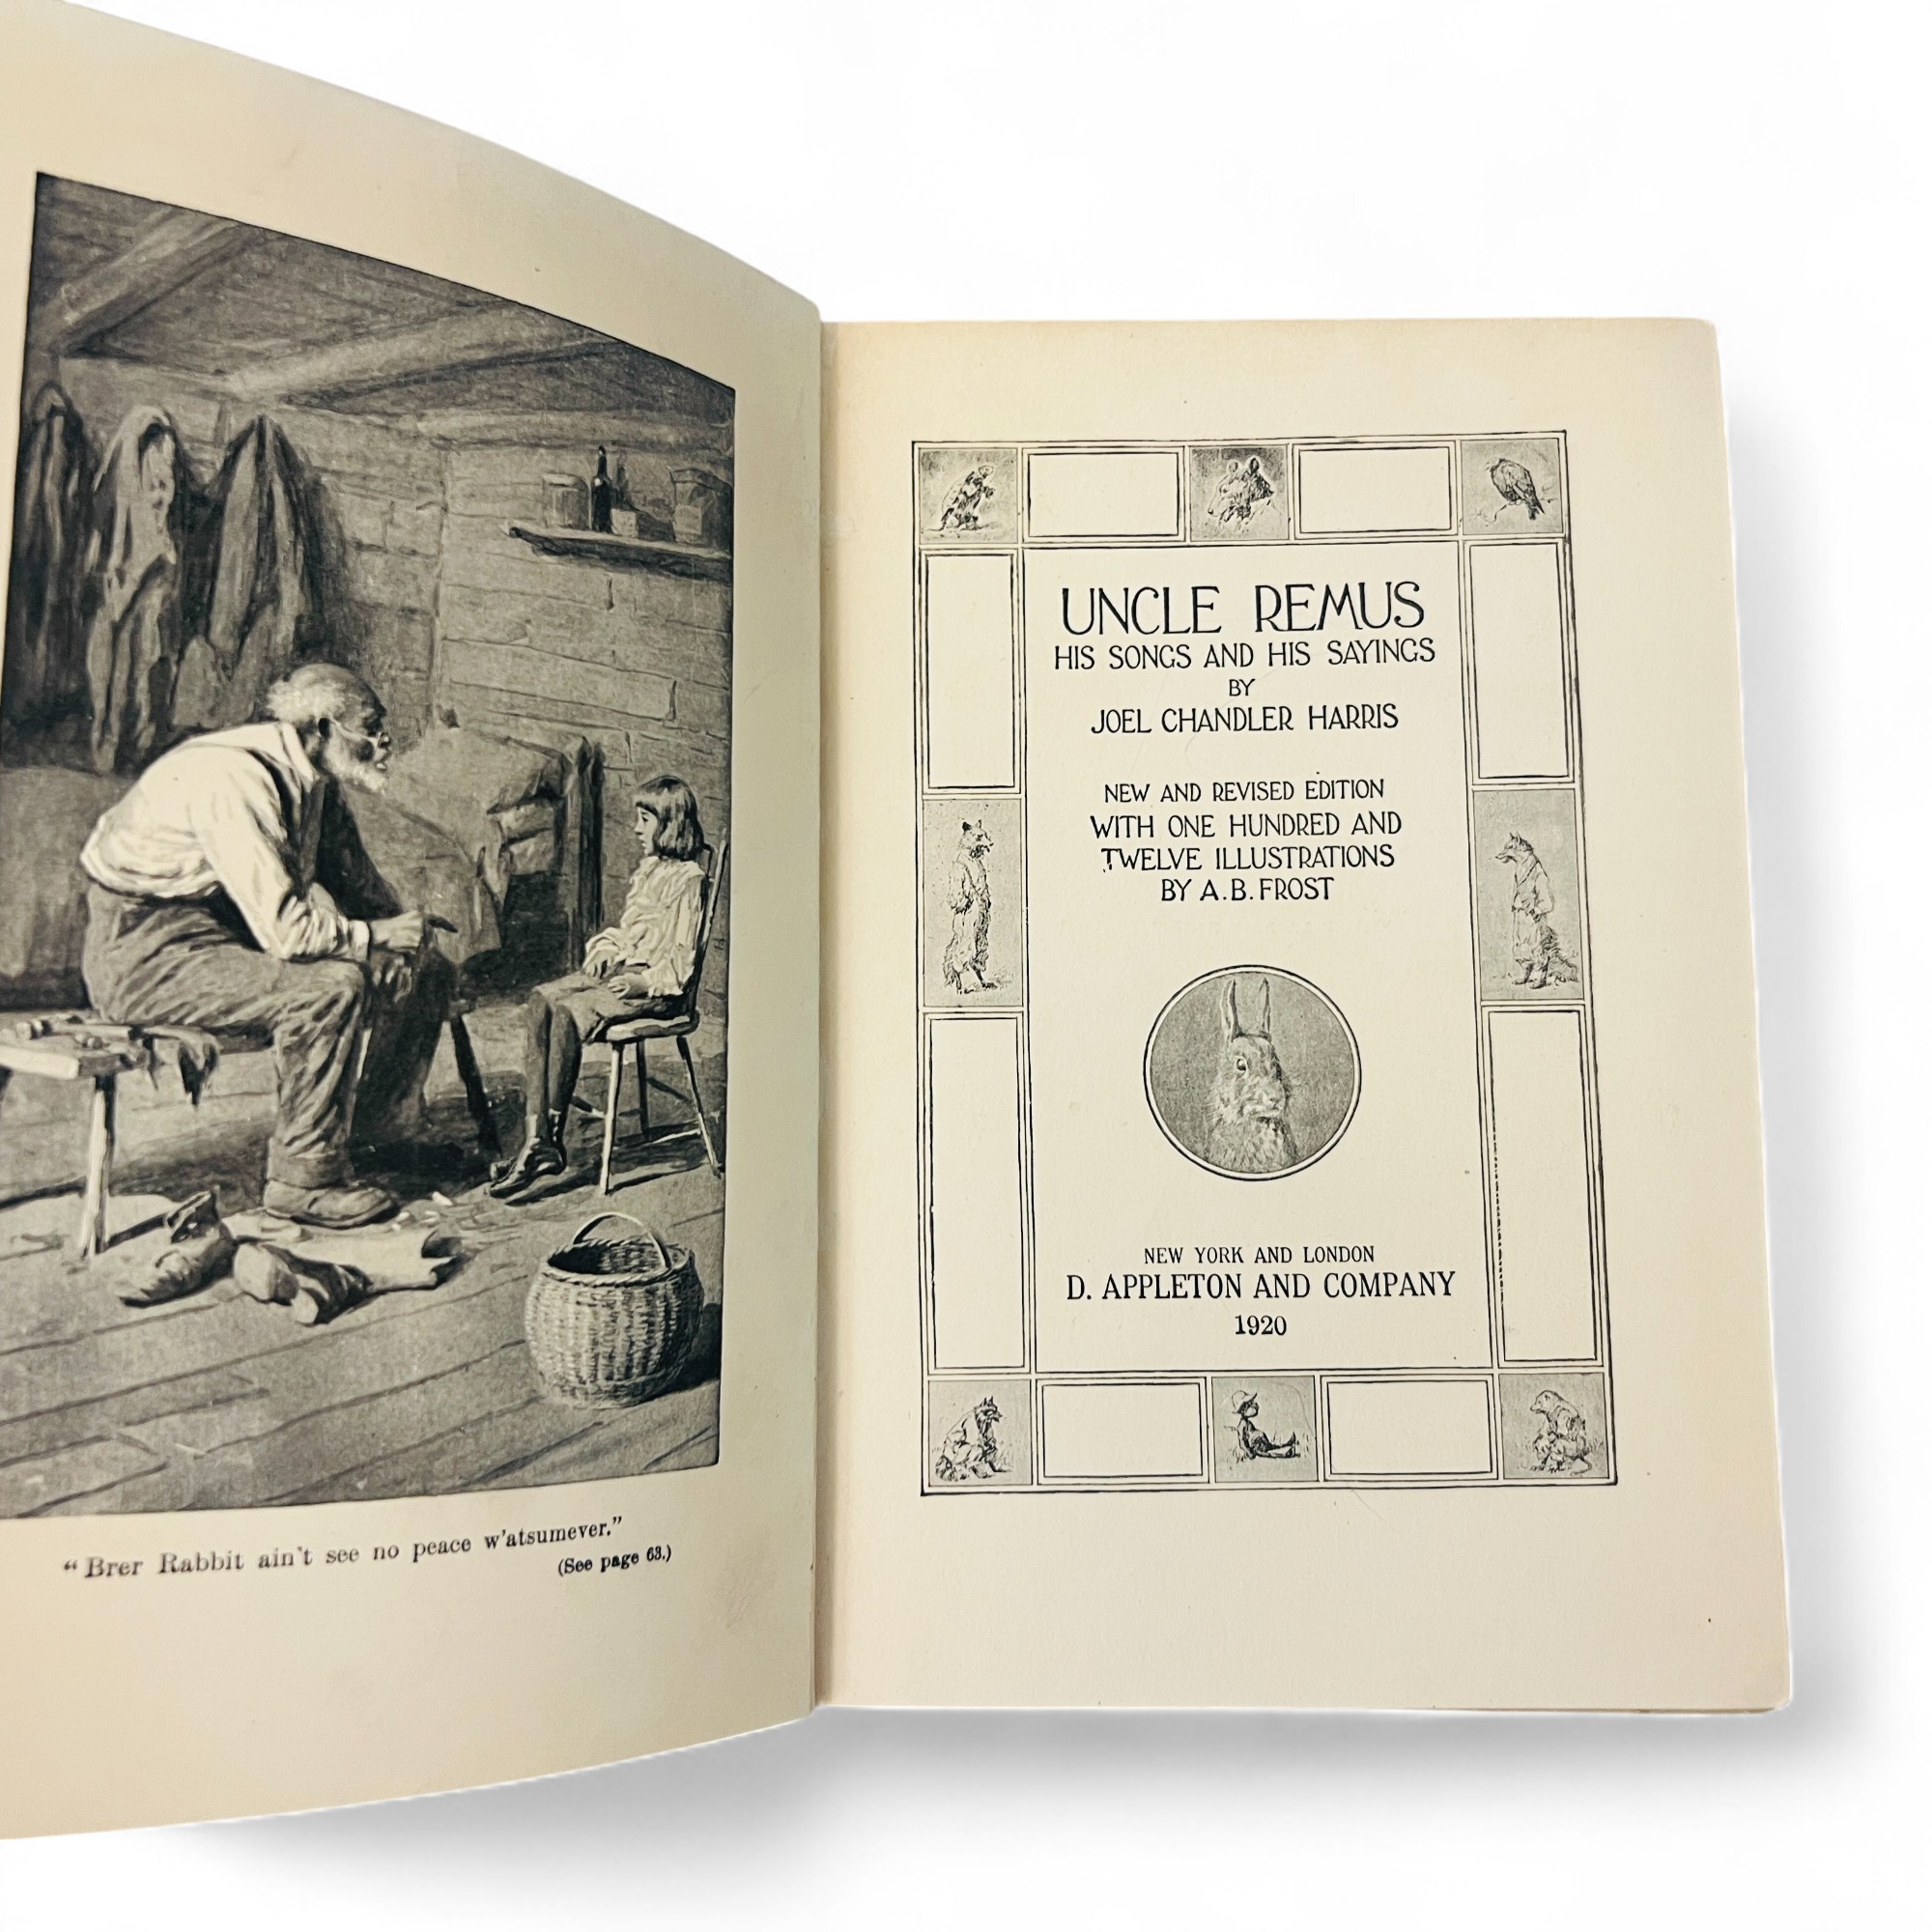 "Brer Rabbit ain't see no peace w'atsumever."
(See page 63.)
UNCLE REMUS
HIS SONGS AND HIS SAYINGS
BY
JOEL CHANDLER HARRIS
NEW AND REVISED EDITION
WITH ONE HUNDRED AND
TWELVE ILLUSTRATIONS
BY A.B. FROST
NEW YORK AND LONDON
D. APPLETON AND COMPANY
1920